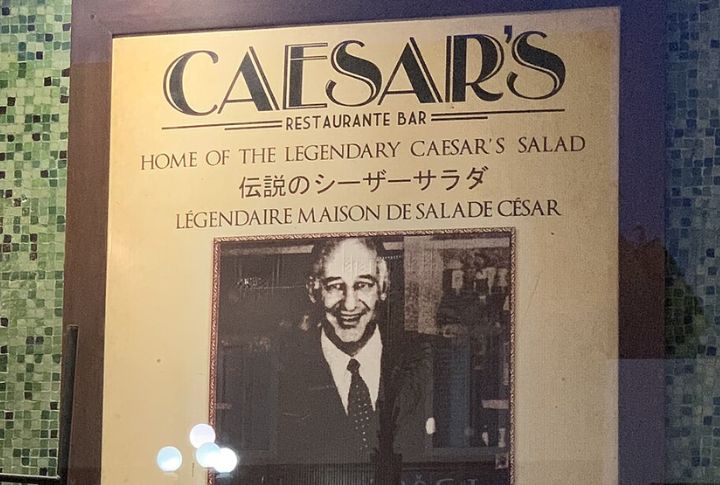 CAESAR'S
RESTAURANTE BAR
HOME OF THE LEGENDARY CAESAR'S SALAD
伝説のシーザーサラダ
LÉGENDAIRE MAISON DE SALADE CÉSAR